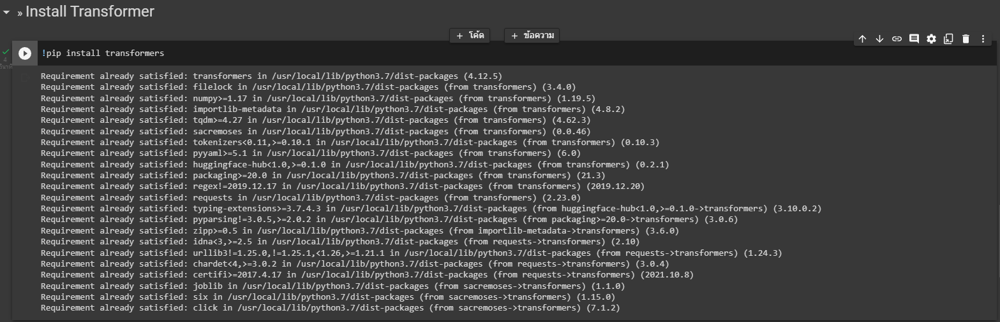 » Install Transformer
+ โค้ด + ข้อความ
!pip install transformers
4
Requirement already satisfied: transformers in /usr/local/lib/python3.7/dist-packages (4.12.5)
Requirement already satisfied: filelock in /usr/local/lib/python3.7/dist-packages (from transformers) (3.4.0)
Requirement already satisfied: numpy>=1.17 in /usr/local/lib/python3.7/dist-packages (from transformers) (1.19.5)
Requirement already satisfied: importlib-metadata in /usr/local/lib/python3.7/dist-packages (from transformers) (4.8.2)
Requirement already satisfied: tqdm>=4.27 in /usr/local/lib/python3.7/dist-packages (from transformers) (4.62.3)
Requirement already satisfied: sacremoses in /usr/local/lib/python3.7/dist-packages (from transformers) (0.0.46)
Requirement already satisfied: tokenizers<0.11,>=0.10.1 in /usr/local/lib/python3.7/dist-packages (from transformers) (0.10.3)
Requirement already satisfied: pyyaml>=5.1 in /usr/local/lib/python3.7/dist-packages (from transformers) (6.0)
Requirement already satisfied: huggingface-hub<1.0,>=0.1.0 in /usr/local/lib/python3.7/dist-packages (from transformers) (0.2.1)
Requirement already satisfied: packaging>=20.0 in /usr/local/lib/python3.7/dist-packages (from transformers) (21.3)
Requirement already satisfied: regex!=2019.12.17 in /usr/local/lib/python3.7/dist-packages (from transformers) (2019.12.20)
Requirement already satisfied: requests in /usr/local/lib/python3.7/dist-packages (from transformers) (2.23.0)
Requirement already satisfied: typing-extensions>=3.7.4.3 in /usr/local/lib/python3.7/dist-packages (from huggingface-hub<1.0,>=0.1.0->transformers) (3.10.0.2)
Requirement already satisfied: pyparsing!=3.0.5,>=2.0.2 in /usr/local/lib/python3.7/dist-packages (from packaging>=20.0->transformers) (3.0.6)
Requirement already satisfied: zipp>=0.5 in /usr/local/lib/python3.7/dist-packages (from importlib-metadata->transformers) (3.6.0)
Requirement already satisfied: idna<3,>=2.5 in /usr/local/lib/python3.7/dist-packages (from requests->transformers) (2.10)
Requirement already satisfied: urllib3!=1.25.0,!=1.25.1,<1.26,>=1.21.1 in /usr/local/lib/python3.7/dist-packages (from requests->transformers) (1.24.3)
Requirement already satisfied: chardet<4,>=3.0.2 in /usr/local/lib/python3.7/dist-packages (from requests->transformers) (3.0.4)
Requirement already satisfied: certifi>=2017.4.17 in /usr/local/lib/python3.7/dist-packages (from requests->transformers) (2021.10.8)
Requirement already satisfied: joblib in /usr/local/lib/python3.7/dist-packages (from sacremoses->transformers) (1.1.0)
Requirement already satisfied: six in /usr/local/lib/python3.7/dist-packages (from sacremoses->transformers) (1.15.0)
Requirement already satisfied: click in /usr/local/lib/python3.7/dist-packages (from sacremoses->transformers) (7.1.2)